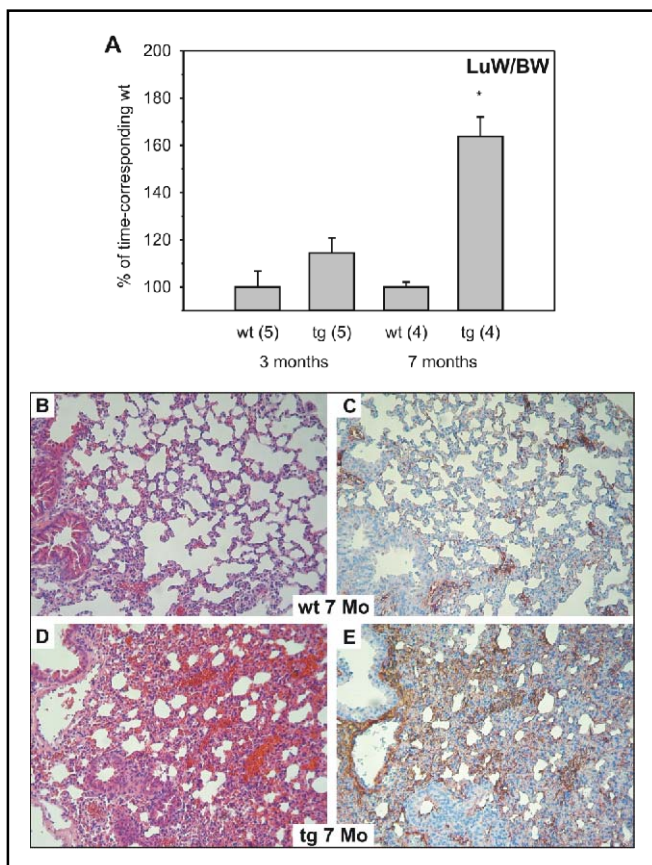 A
LuW/BW
% of time-corresponding wt
200
180
160
140
120
100
*
wt (5) tg (5) wt (4) tg (4)
3 months 7 months
B C
wt 7 Mo
D E
tg 7 Mo